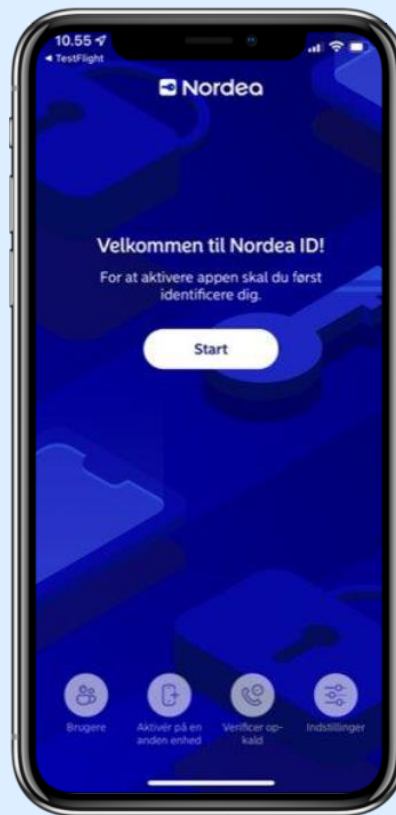 10.55
TestFlight
Nordea
Velkommen til Nordea ID!
For at aktivere appen skal du først
identificere dig.
Start
Brugere
Aktivér på en
anden enhed
Verificer op-
kald
Indstillinger